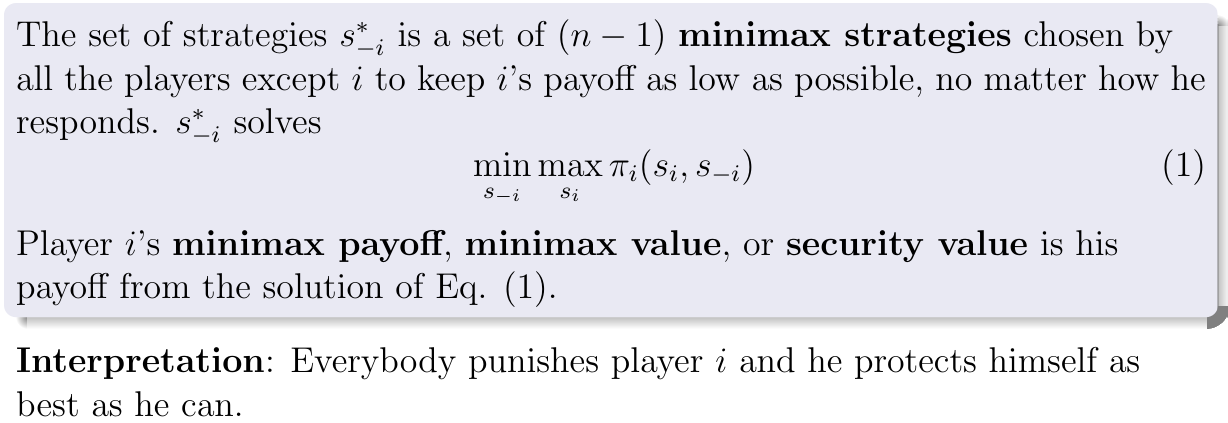 The set of strategies $s^*_{-i}$ is a set of $(n-1)$ minimax strategies chosen by
all the players except $i$ to keep $i$'s payoff as low as possible, no matter how he
responds. $s^*_{-i}$ solves
$\min_{s_{-i}} \max_{s_i} \pi_i(s_i, s_{-i})$ (1)
Player $i$'s minimax payoff, minimax value, or security value is his
payoff from the solution of Eq. (1).
Interpretation: Everybody punishes player $i$ and he protects himself as
best as he can.